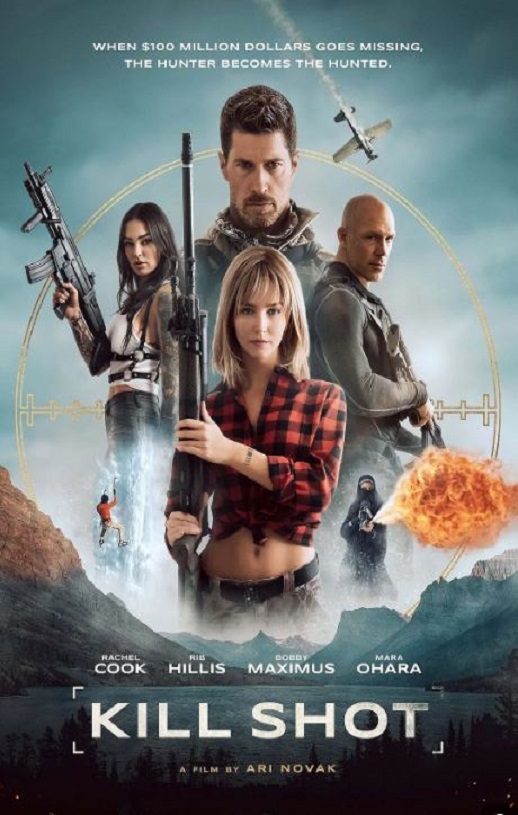 WHEN $100 MILLION DOLLARS GOES MISSING,
THE HUNTER BECOMES THE HUNTED.
RACHEL COOK
RIB HILLIS
BOBBY MAXIMUS
MARA OHARA
KILL SHOT
A FILM BY ARI NOVAK